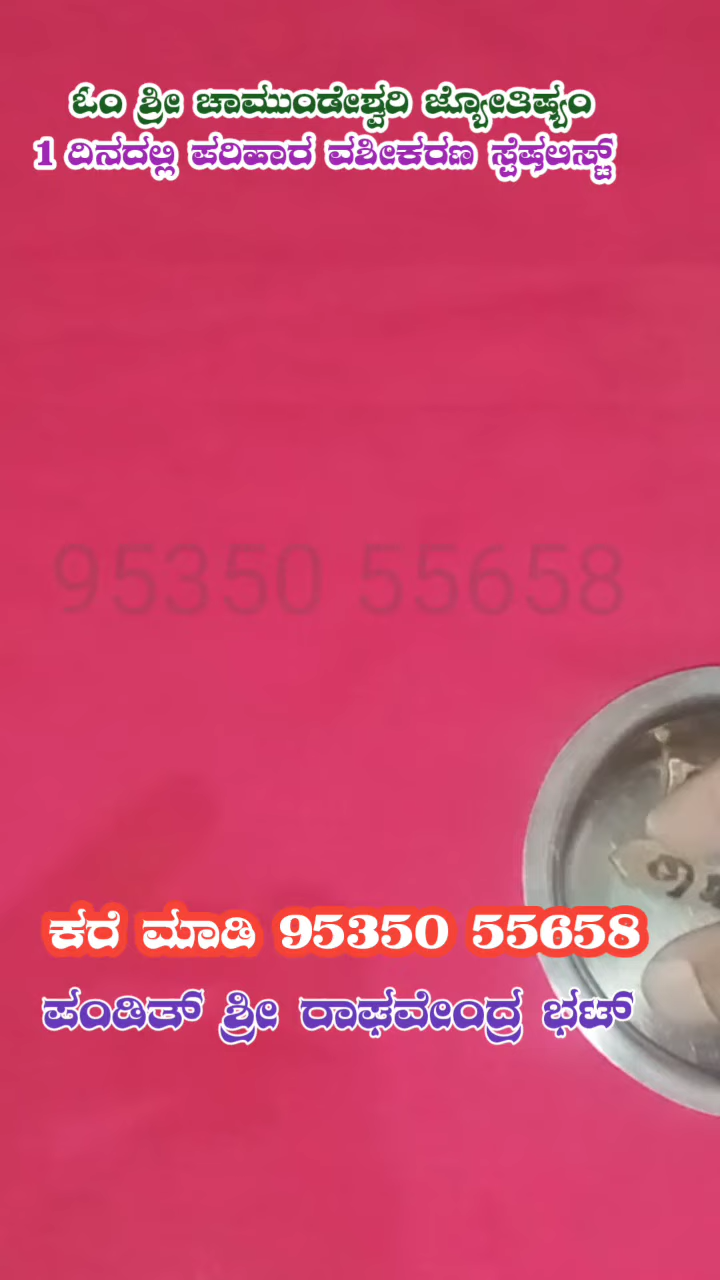 ಓಂ ಶ್ರೀ ಚಾಮುಂಡೇಶ್ವರಿ ಜ್ಯೋತಿಷ್ಯಂ
1 ದಿನದಲ್ಲಿ ಪರಿಹಾರ ವಶೀಕರಣ ಸ್ಪೆಷಲಿಸ್ಟ್
95350 55658
ಕರೆ ಮಾಡಿ 95350 55658
ಪಂಡಿತ್ ಶ್ರೀ ರಾಘವೇಂದ್ರ ಭಟ್